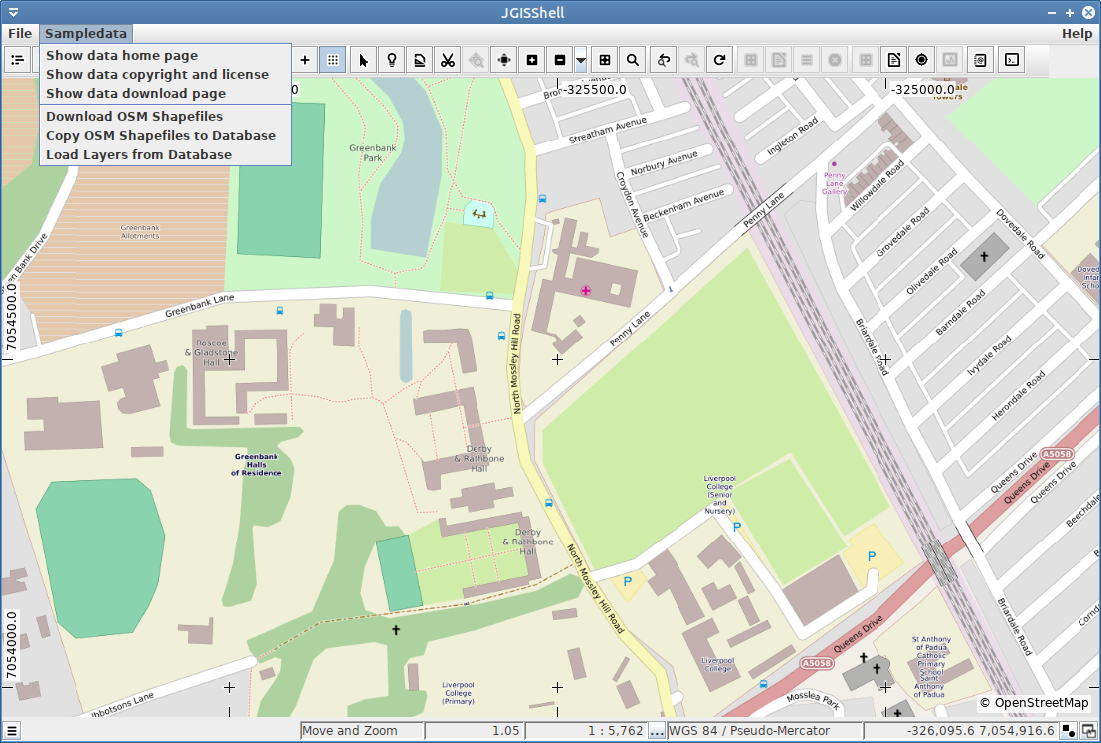 JGISShell
File Sampledata Help
Show data home page
Show data copyright and license
Show data download page
Download OSM Shapefiles
Copy OSM Shapefiles to Database
Load Layers from Database
-325500.0
-325000.0
Streatham Avenue
Ingleton Road
Greenbank
Park
Norbury Avenue
Croydon Avenue
Beckenham Avenue
Penny Lane
Penny
Lane
Gallery
Willowdale Road
Grovedale Road
Dovedale Road
Olivedale Road
Barndale Road
Ivydale Road
Herondale Road
Briardale Road
Greenbank
Allotments
7054500.0
Greenbank Lane
Roscoe
& Gladstone
Hall
North Mossley Hill Road
Penny Lane
Greenbank
Halls
of Residence
Derby
& Rathbone
Hall
Derby
& Rathbone
Hall
Liverpool
College
(Senior
and
Nursery)
P
P
P
A5058
Queens Drive
Queens Drive
Queens Drive
North Mossley Hill Road
7054000.0
Queens Drive
A5058
Briardale Road
Liverpool
College
Liverpool
College
(Primary)
St Anthony
of Padua
Catholic
Primary
School
Saint
Anthony
of Padua
Mosslea Park
© OpenStreetMap
Move and Zoom 1.05 1 : 5,762 ... WGS 84 / Pseudo-Mercator -326,095.6 7,054,916.6